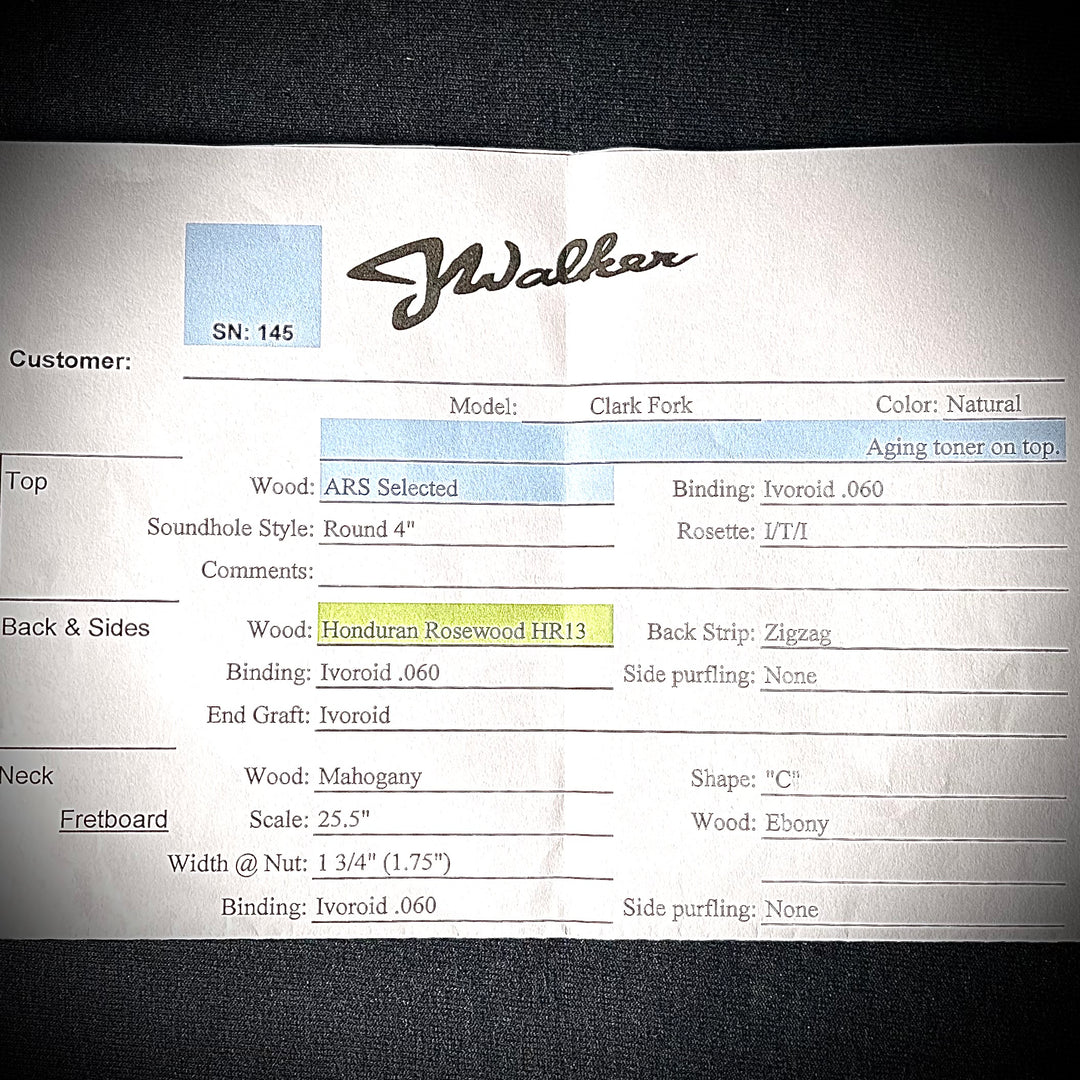 JWalker
SN: 145
Customer:
Model: Clark Fork Color: Natural
Aging toner on top.
Top Wood: ARS Selected Binding: Ivoroid .060
Soundhole Style: Round 4" Rosette: I/T/I
Comments:
Back & Sides Wood: Honduran Rosewood HR13 Back Strip: Zigzag
Binding: Ivoroid .060 Side purfling: None
End Graft: Ivoroid
Neck Wood: Mahogany Shape: "C"
Fretboard Scale: 25.5" Wood: Ebony
Width @ Nut: 1 3/4" (1.75")
Binding: Ivoroid .060 Side purfling: None